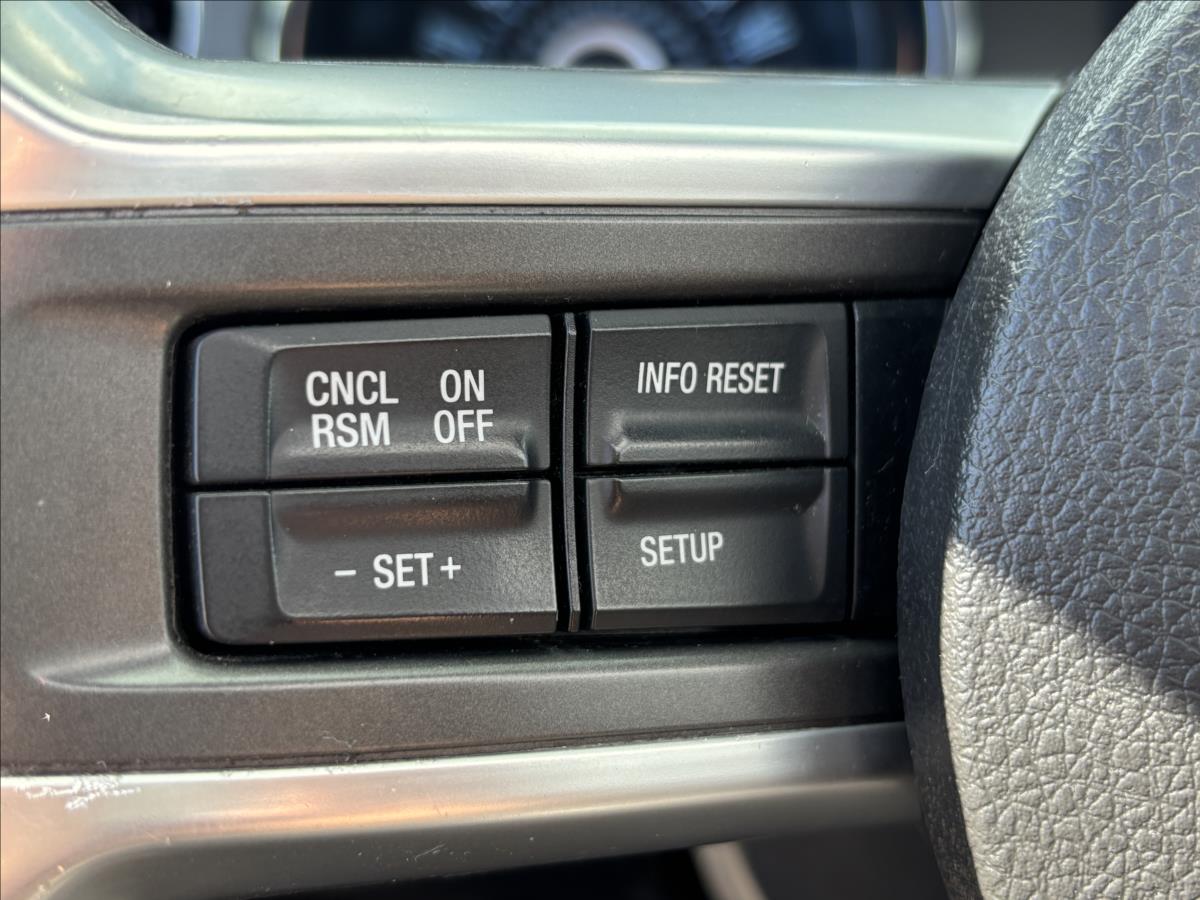 CNCL ON
RSM OFF
INFO RESET
- SET +
SETUP